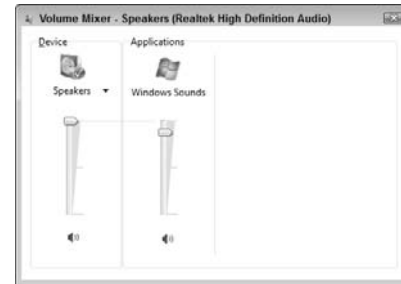 Volume Mixer - Speakers (Realtek High Definition Audio)
Device
Applications
Speakers
Windows Sounds